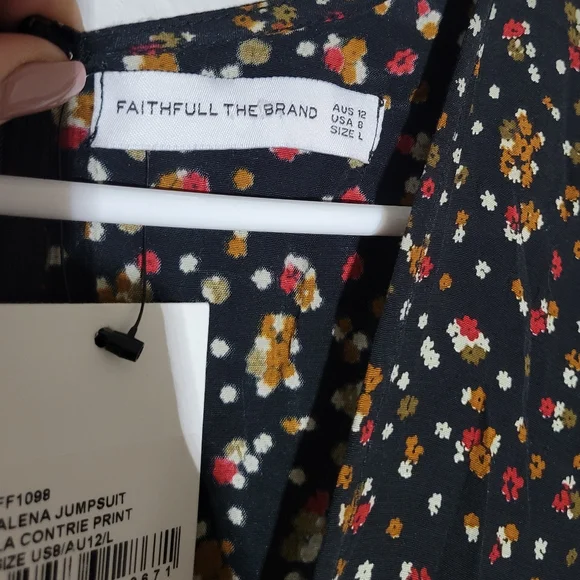 FAITHFULL THE BRAND
AUS 12
USA 8
SIZE L
FF1098
ALENA JUMPSUIT
LA CONTRIE PRINT
SIZE US8/AU12/L